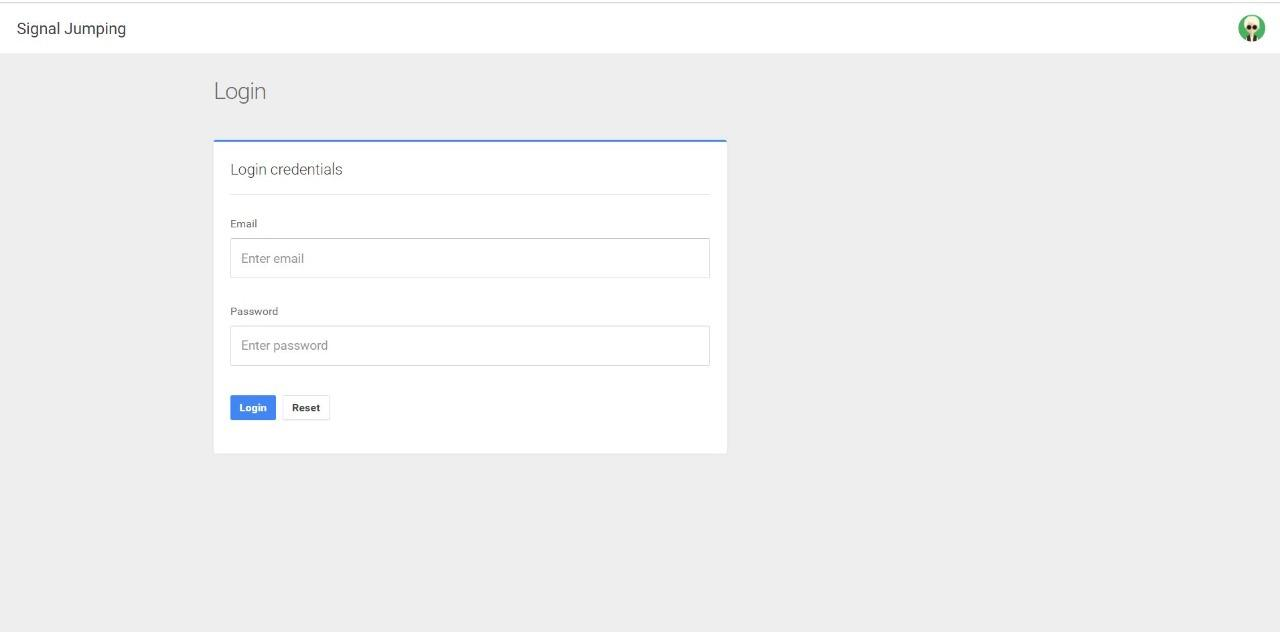 Signal Jumping
Login
Login credentials
Email
Enter email
Password
Enter password
Login Reset